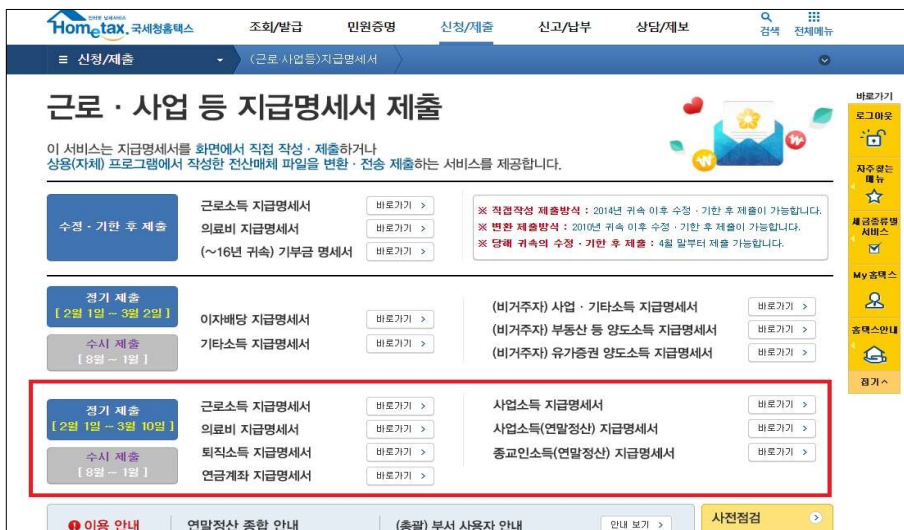 Hometax. 국세청홈택스
조회/발급 민원증명 신청/제출 신고/납부 상담/제보 검색 전체메뉴
≡ 신청/제출 (근로 사업등)지급명세서
근로 · 사업 등 지급명세서 제출
이 서비스는 지급명세서를 화면에서 직접 작성 · 제출하거나
상용(자체) 프로그램에서 작성한 전산매체 파일을 변환 · 전송 제출하는 서비스를 제공합니다.
수정 · 기한 후 제출
근로소득 지급명세서 바로가기 >
의료비 지급명세서 바로가기 >
(~16년 귀속) 기부금 명세서 바로가기 >
※ 직접작성 제출방식 : 2014년 귀속 이후 수정 · 기한 후 제출이 가능합니다.
※ 변환 제출방식 : 2010년 귀속 이후 수정 · 기한 후 제출이 가능합니다.
※ 당해 귀속의 수정 · 기한 후 제출 : 4월 말부터 제출 가능합니다.
정기 제출
[ 2월 1일 ~ 3월 2일 ]
수시 제출
[ 8월 ~ 1월 ]
이자배당 지급명세서 바로가기 >
기타소득 지급명세서 바로가기 >
(비거주자) 사업 · 기타소득 지급명세서 바로가기 >
(비거주자) 부동산 등 양도소득 지급명세서 바로가기 >
(비거주자) 유가증권 양도소득 지급명세서 바로가기 >
정기 제출
[ 2월 1일 ~ 3월 10일 ]
수시 제출
[ 8월 ~ 1월 ]
근로소득 지급명세서 바로가기 >
의료비 지급명세서 바로가기 >
퇴직소득 지급명세서 바로가기 >
연금계좌 지급명세서 바로가기 >
사업소득 지급명세서 바로가기 >
사업소득(연말정산) 지급명세서 바로가기 >
종교인소득(연말정산) 지급명세서 바로가기 >
이용 안내 연말정산 종합 안내 (총괄) 부서 사용자 안내 안내 보기 >
사전점검
바로가기
로그아웃
자주찾는
메뉴
세금종류별
서비스
My홈택스
홈택스안내
접기